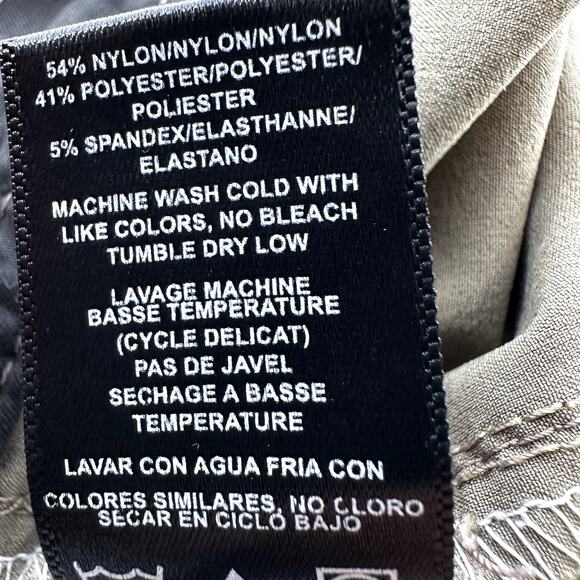 54% NYLON/NYLON/NYLON
41% POLYESTER/POLYESTER/
POLIESTER
5% SPANDEX/ELASTHANNE/
ELASTANO
MACHINE WASH COLD WITH
LIKE COLORS, NO BLEACH
TUMBLE DRY LOW
LAVAGE MACHINE
BASSE TEMPERATURE
(CYCLE DELICAT)
PAS DE JAVEL
SECHAGE A BASSE
TEMPERATURE
LAVAR CON AGUA FRIA CON
COLORES SIMILARES, NO CLORO
SECAR EN CICLO BAJO